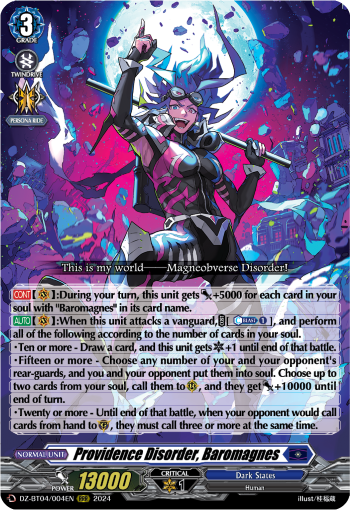 3
GRADE
TWINDRIVE
PERSONA RIDE
This is my world——Magneobverse Disorder!
CONT:During your turn, this unit gets +5000 for each card in your
soul with "Baromagnes" in its card name.
AUTO:When this unit attacks a vanguard, [], and perform
all of the following according to the number of cards in your soul.
・Ten or more - Draw a card, and this unit gets +1 until end of that battle.
・Fifteen or more - Choose any number of your and your opponent's
rear-guards, and you and your opponent put them into soul. Choose up to
two cards from your soul, call them to , and they get +10000 until
end of turn.
・Twenty or more - Until end of that battle, when your opponent would call
cards from hand to , they must call three or more at the same time.
NORMAL UNIT Providence Disorder, Baromagnes
POWER 13000 CRITICAL 1 Dark States
Human
DZ-BT04/004EN RRR 2024 illust/桂福蔵